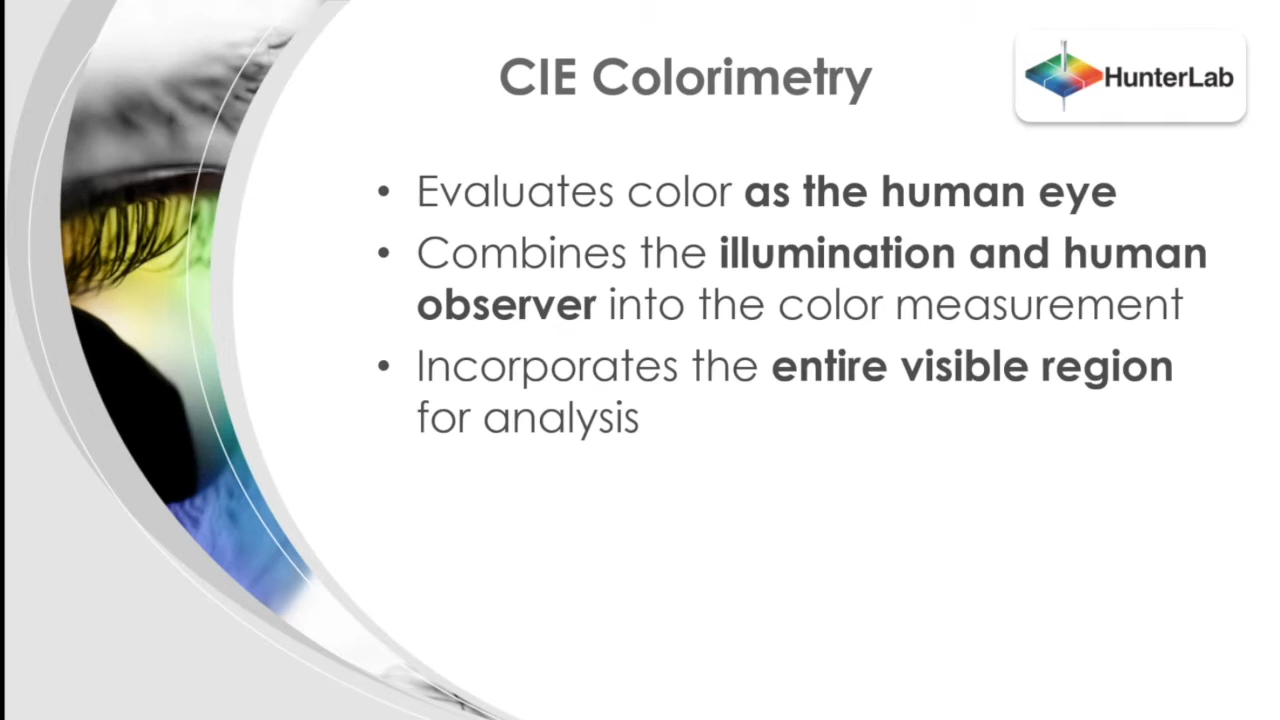 CIE Colorimetry
HunterLab
• Evaluates color as the human eye
• Combines the illumination and human
observer into the color measurement
• Incorporates the entire visible region
for analysis